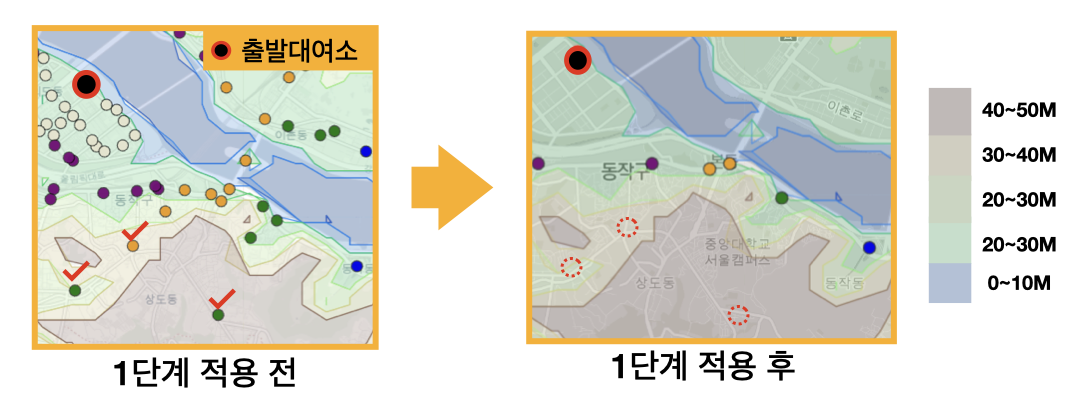 출발대여소
이촌동
동작구
상도동
1단계 적용 전
이촌로
동작구
본동
중앙대학교
서울캠퍼스
상도동
동작동
1단계 적용 후
40~50M
30~40M
20~30M
20~30M
0~10M